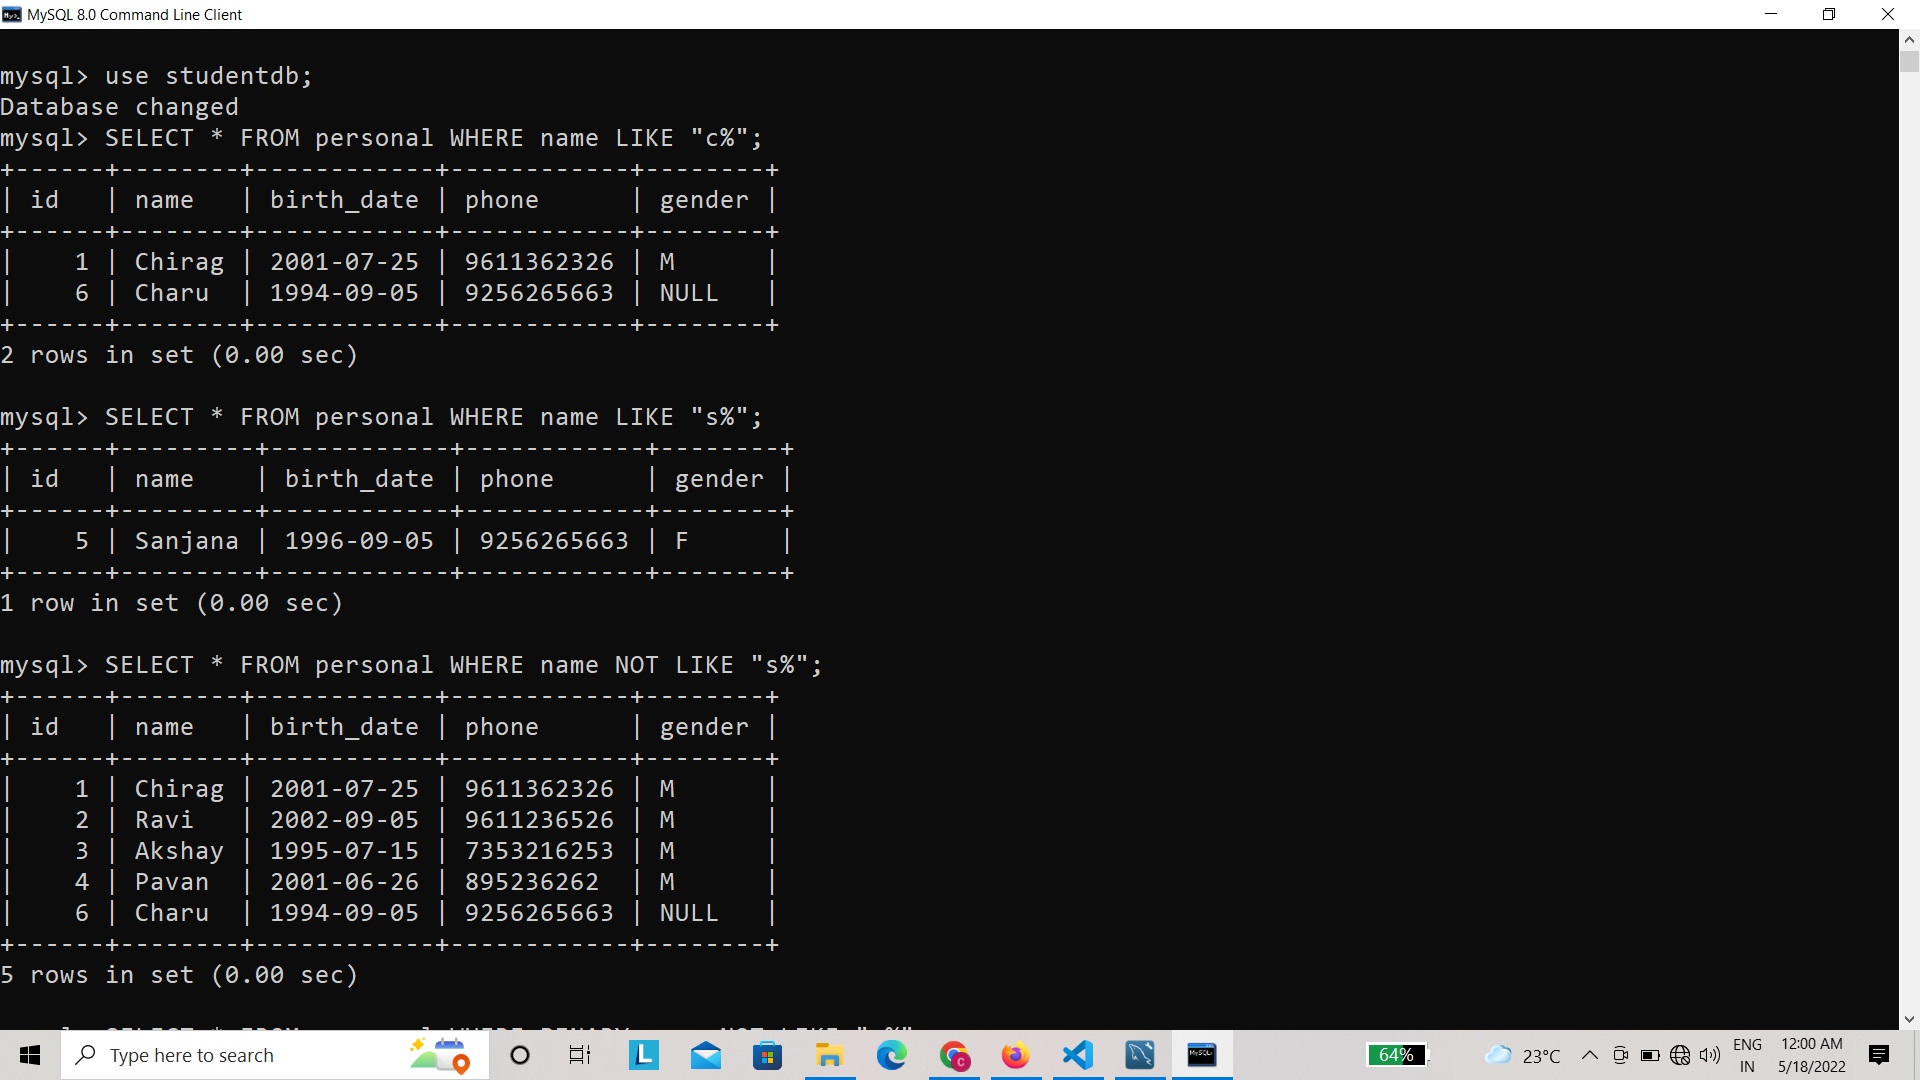 MySQL 8.0 Command Line Client
mysql> use studentdb;
Database changed
mysql> SELECT * FROM personal WHERE name LIKE "c%";
+------+--------+------------+------------+--------+
| id   | name   | birth_date | phone      | gender |
+------+--------+------------+------------+--------+
|    1 | Chirag | 2001-07-25 | 9611362326 | M      |
|    6 | Charu  | 1994-09-05 | 9256265663 | NULL   |
+------+--------+------------+------------+--------+
2 rows in set (0.00 sec)
mysql> SELECT * FROM personal WHERE name LIKE "s%";
+------+---------+------------+------------+--------+
| id   | name    | birth_date | phone      | gender |
+------+---------+------------+------------+--------+
|    5 | Sanjana | 1996-09-05 | 9256265663 | F      |
+------+---------+------------+------------+--------+
1 row in set (0.00 sec)
mysql> SELECT * FROM personal WHERE name NOT LIKE "s%";
+------+--------+------------+------------+--------+
| id   | name   | birth_date | phone      | gender |
+------+--------+------------+------------+--------+
|    1 | Chirag | 2001-07-25 | 9611362326 | M      |
|    2 | Ravi   | 2002-09-05 | 9611236526 | M      |
|    3 | Akshay | 1995-07-15 | 7353216253 | M      |
|    4 | Pavan  | 2001-06-26 | 895236262  | M      |
|    6 | Charu  | 1994-09-05 | 9256265663 | NULL   |
+------+--------+------------+------------+--------+
5 rows in set (0.00 sec)
SELECT * FROM WHERE BINARY NOT LIKE
Type here to search
L
MySQL
64%
23°C
ENG
IN
12:00 AM
5/18/2022